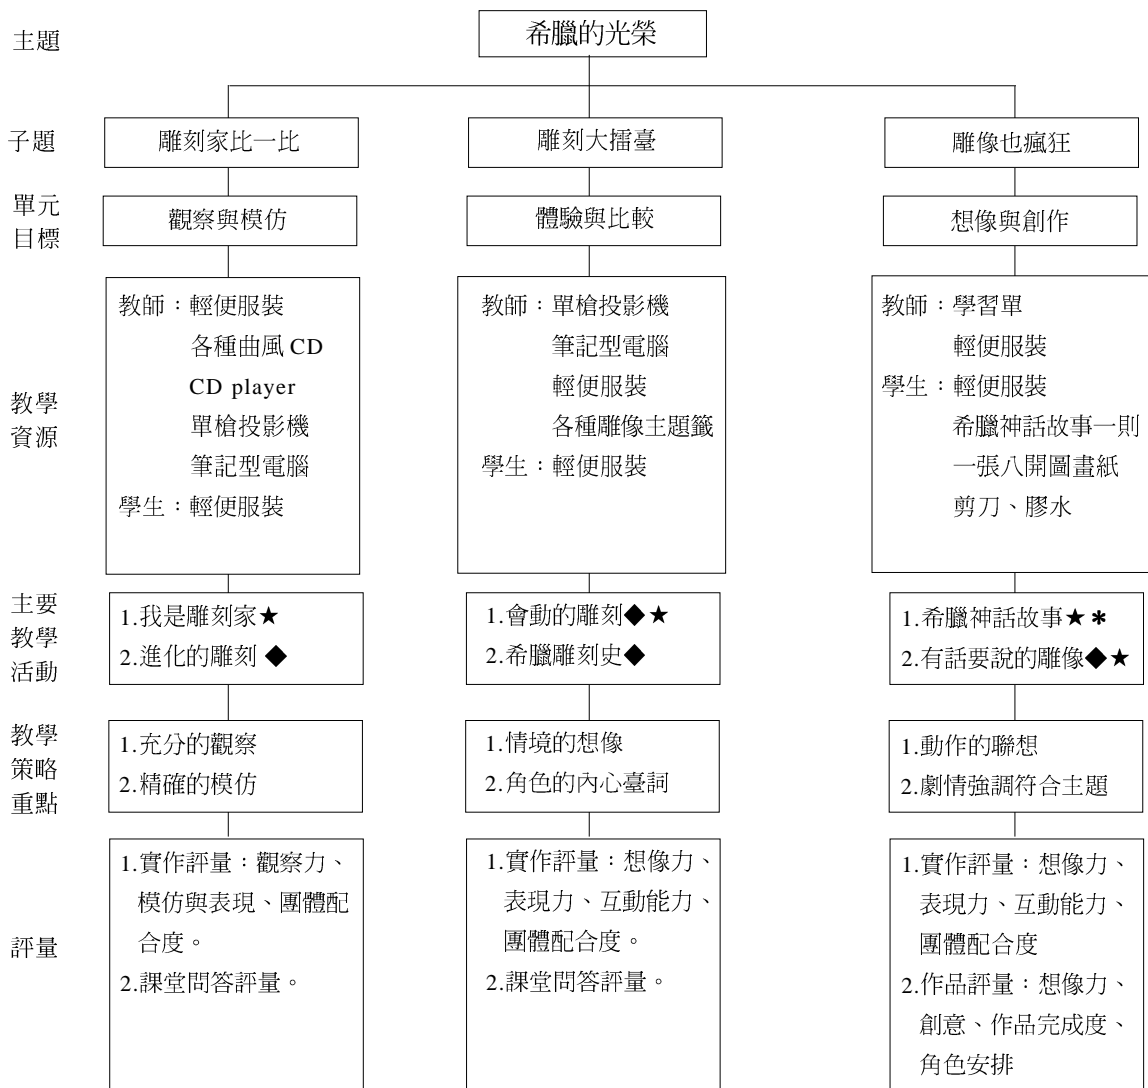 主題
希臘的光榮
子題
雕刻家比一比
雕刻大擂臺
雕像也瘋狂
單元
目標
觀察與模仿
體驗與比較
想像與創作
教學
資源
教師：輕便服裝
各種曲風 CD
CD player
單槍投影機
筆記型電腦
學生：輕便服裝
教師：單槍投影機
筆記型電腦
輕便服裝
各種雕像主題籤
學生：輕便服裝
教師：學習單
輕便服裝
學生：輕便服裝
希臘神話故事一則
一張八開圖畫紙
剪刀、膠水
主要
教學
活動
1.我是雕刻家★
2.進化的雕刻 ◆
1.會動的雕刻◆★
2.希臘雕刻史◆
1.希臘神話故事★＊
2.有話要說的雕像◆★
教學
策略
重點
1.充分的觀察
2.精確的模仿
1.情境的想像
2.角色的內心臺詞
1.動作的聯想
2.劇情強調符合主題
評量
1.實作評量：觀察力、
模仿與表現、團體配
合度。
2.課堂問答評量。
1.實作評量：想像力、
表現力、互動能力、
團體配合度。
2.課堂問答評量。
1.實作評量：想像力、
表現力、互動能力、
團體配合度
2.作品評量：想像力、
創意、作品完成度、
角色安排